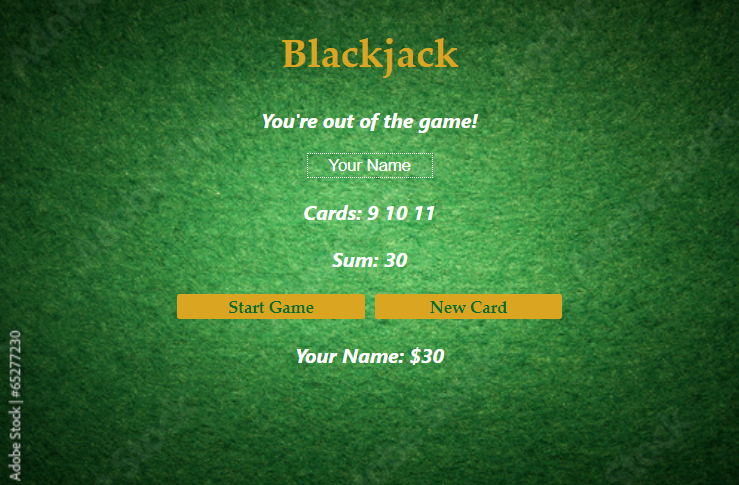 Blackjack
You're out of the game!
Your Name
Cards: 9 10 11
Sum: 30
Start Game New Card
Your Name: $30
Adobe Stock | #65277230